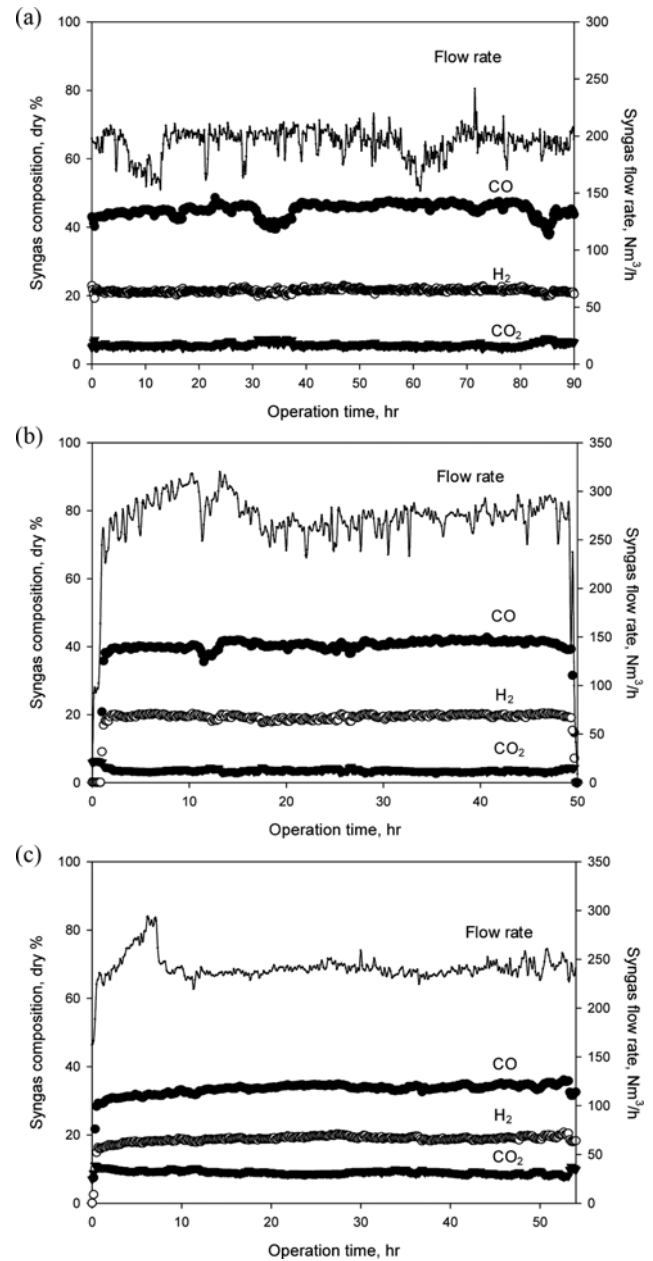 (a)
100
80
60
40
20
0
Syngas composition, dry %
Flow rate
CO
H2
CO2
300
250
200
150
100
50
0
Syngas flow rate, Nm3/h
0 10 20 30 40 50 60 70 80 90
Operation time, hr
(b)
100
80
60
40
20
0
Syngas composition, dry %
Flow rate
CO
H2
CO2
350
300
250
200
150
100
50
0
Syngas flow rate, Nm3/h
0 10 20 30 40 50
Operation time, hr
(c)
100
80
60
40
20
0
Syngas composition, dry %
Flow rate
CO
H2
CO2
350
300
250
200
150
100
50
0
Syngas flow rate, Nm3/h
0 10 20 30 40 50
Operation time, hr